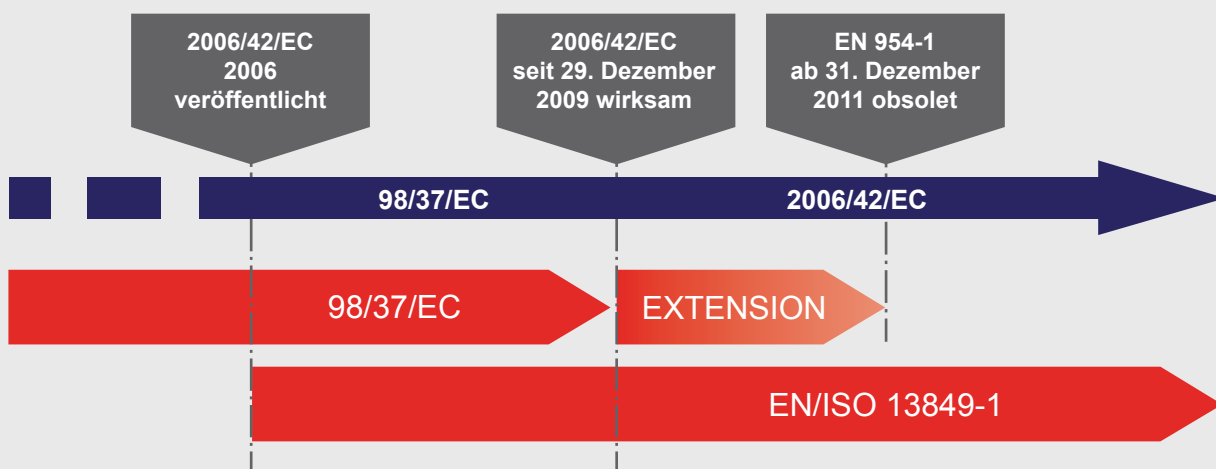 2006/42/EC
2006
veröffentlicht
2006/42/EC
seit 29. Dezember
2009 wirksam
EN 954-1
ab 31. Dezember
2011 obsolet
98/37/EC
2006/42/EC
98/37/EC
EXTENSION
EN/ISO 13849-1